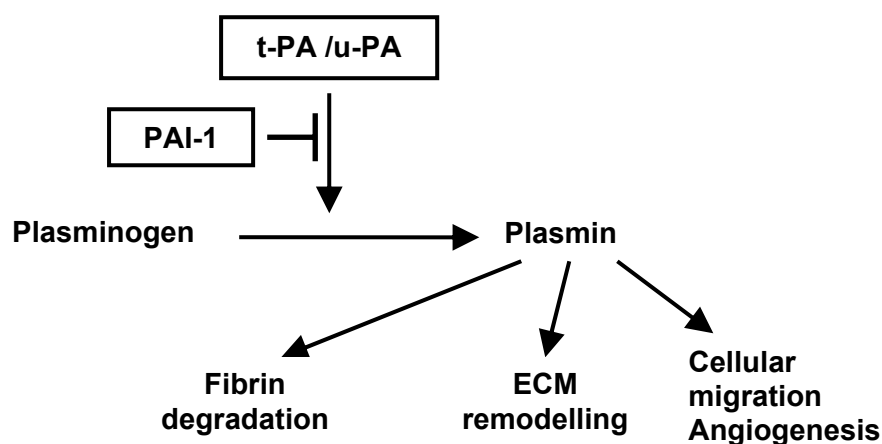 t-PA /u-PA
PAI-1
Plasminogen
Plasmin
Fibrin
degradation
ECM
remodelling
Cellular
migration
Angiogenesis